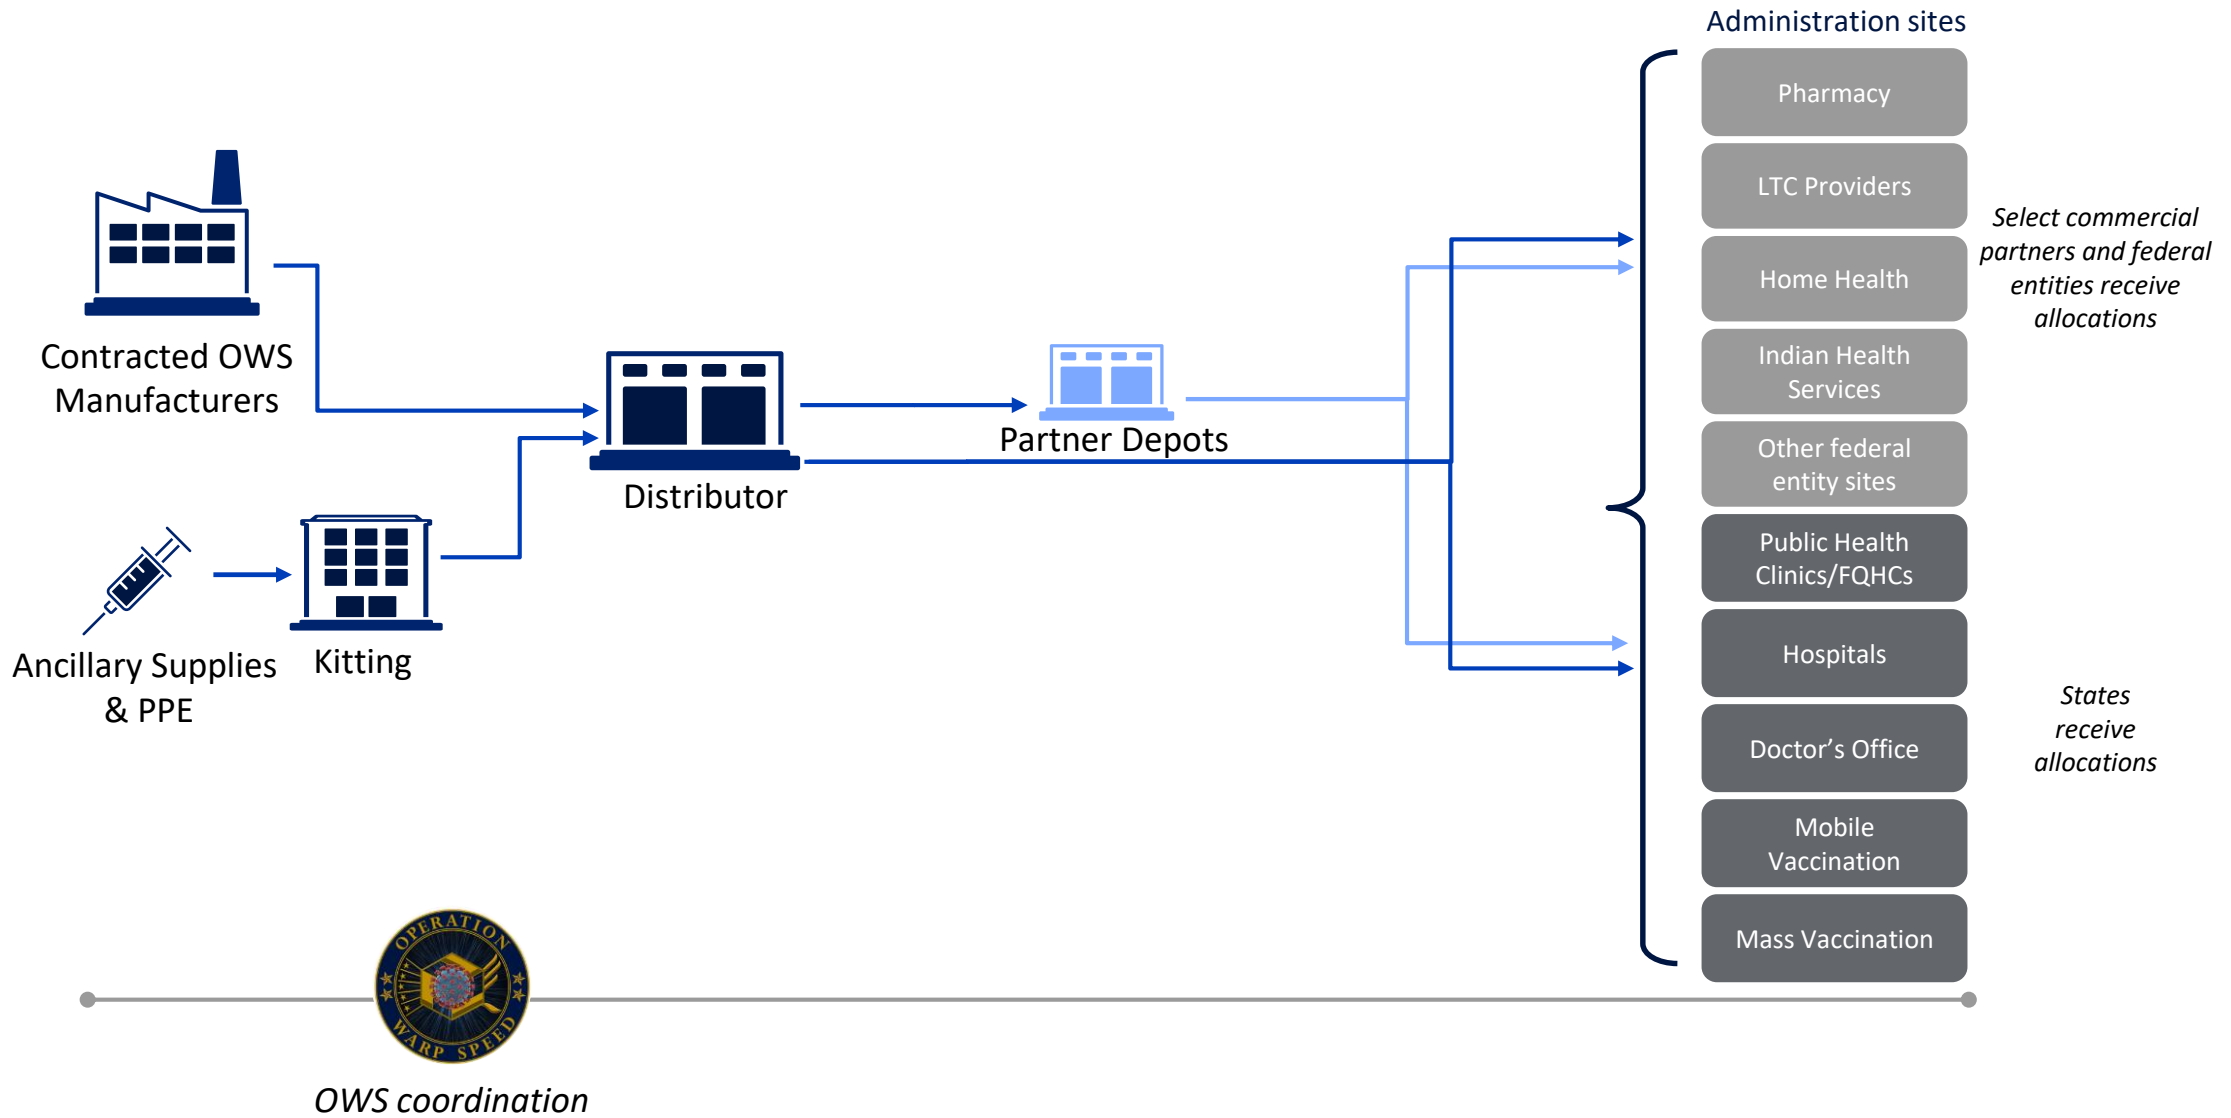 Administration sites
Pharmacy
LTC Providers
Home Health
Indian Health
Services
Other federal
entity sites
Public Health
Clinics/FQHCs
Hospitals
Doctor’s Office
Mobile
Vaccination
Mass Vaccination
Select commercial
partners and federal
entities receive
allocations
States
receive
allocations
Contracted OWS
Manufacturers
Ancillary Supplies
& PPE
Kitting
Distributor
Partner Depots
OPERATION
WARP SPEED
OWS coordination